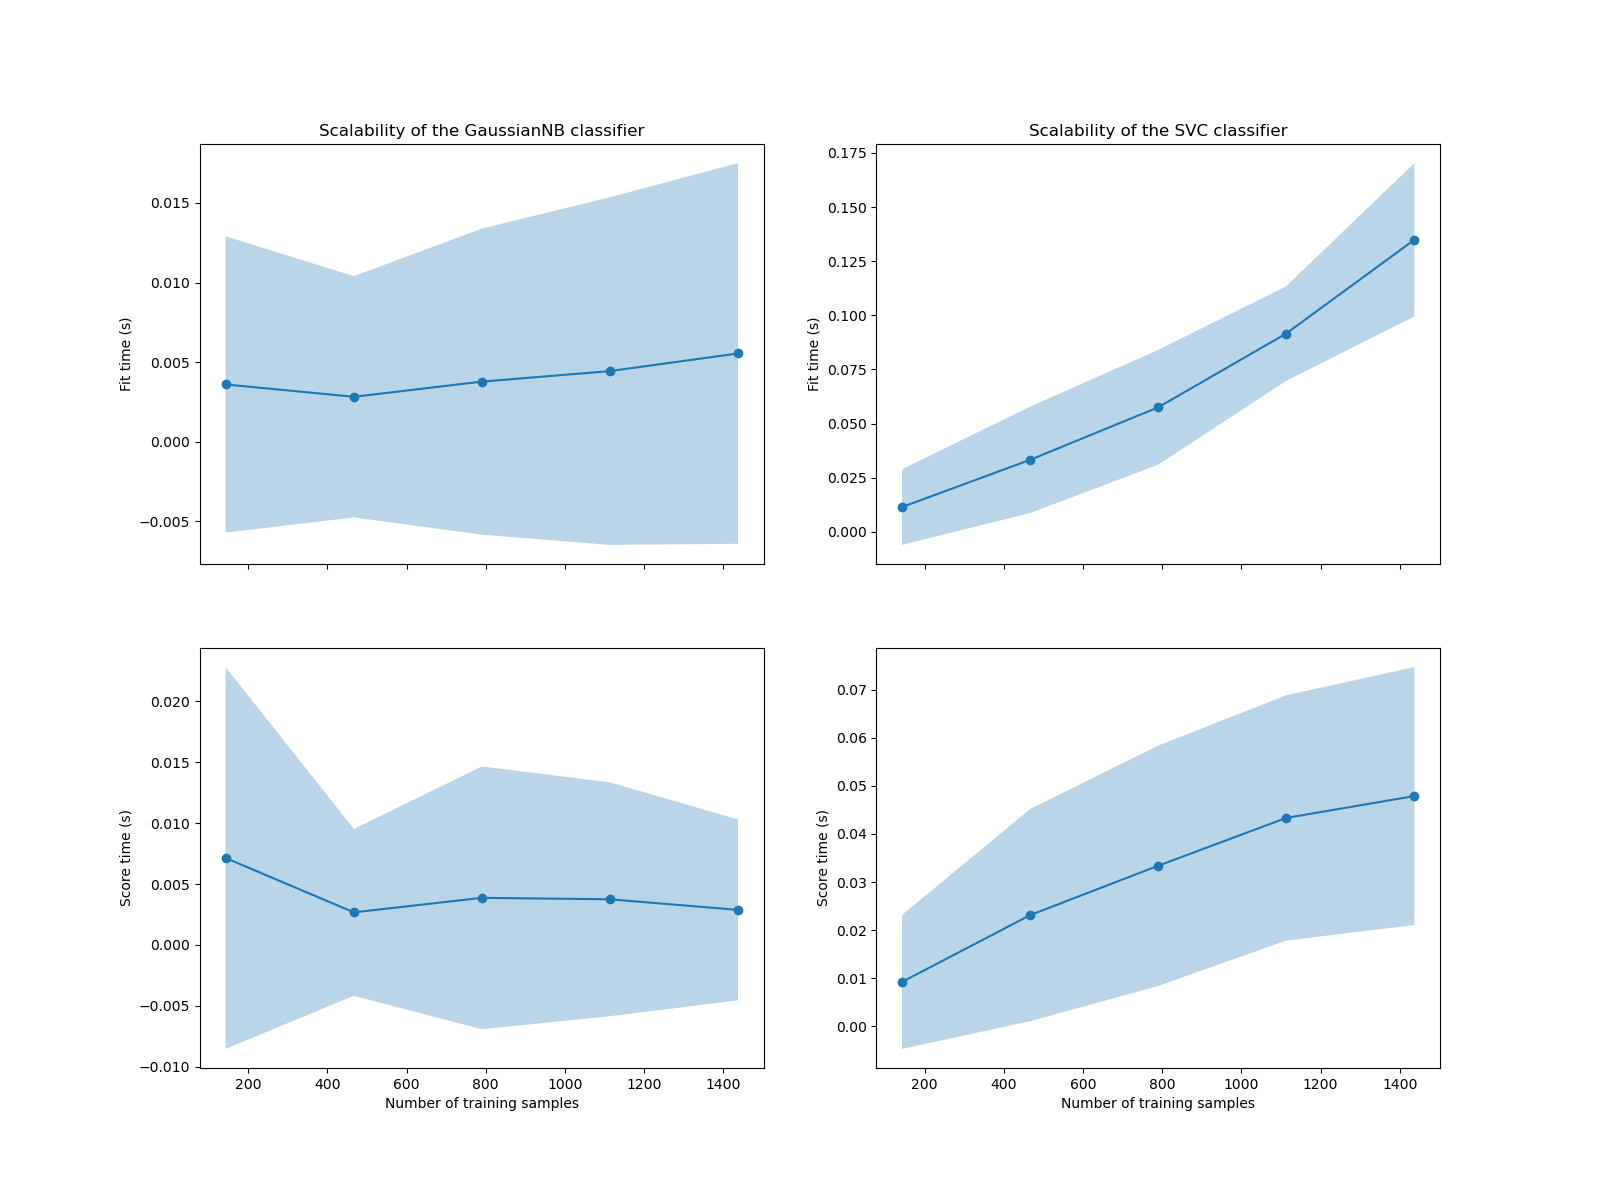 Scalability of the GaussianNB classifier
Fit time (s)
0.015
0.010
0.005
0.000
−0.005
Scalability of the SVC classifier
Fit time (s)
0.175
0.150
0.125
0.100
0.075
0.050
0.025
0.000
Score time (s)
0.020
0.015
0.010
0.005
0.000
−0.005
−0.010
200 400 600 800 1000 1200 1400
Number of training samples
Score time (s)
0.07
0.06
0.05
0.04
0.03
0.02
0.01
0.00
200 400 600 800 1000 1200 1400
Number of training samples